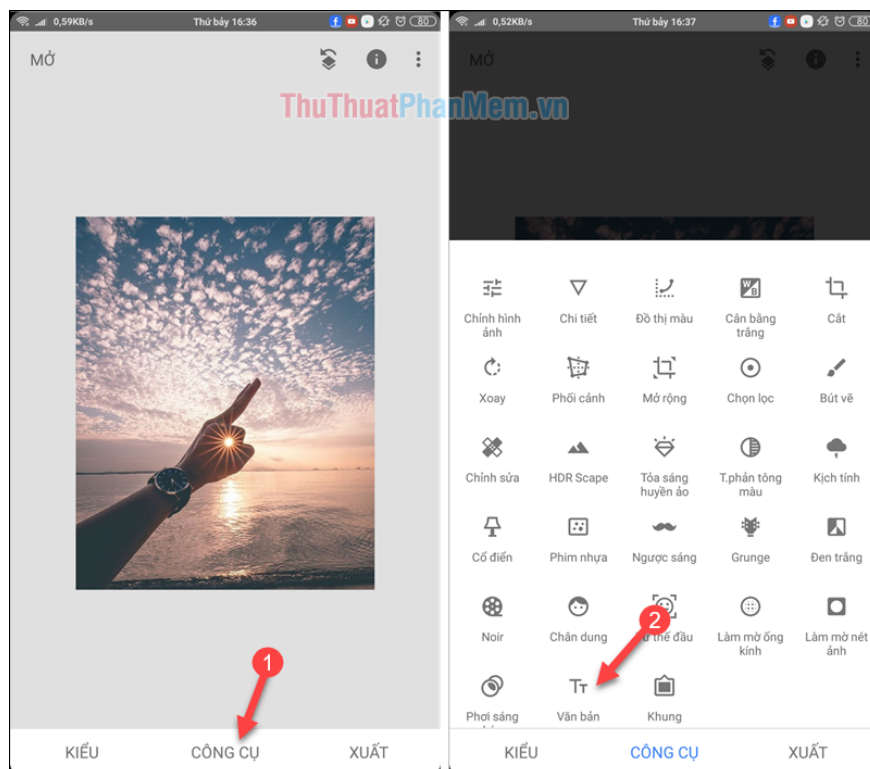 0,59KB/s Thứ bảy 16:36 80
MỞ
ThuThuatPhanMem.vn
1
KIỂU CÔNG CỤ XUẤT
0,52KB/s Thứ bảy 16:37 80
MỞ
Chỉnh hình ảnh
Chi tiết
Đồ thị màu
Cân bằng trắng
Cắt
Xoay
Phối cảnh
Mở rộng
Chọn lọc
Bút vẽ
Chỉnh sửa
HDR Scape
Tỏa sáng huyền ảo
T.phản tông màu
Kịch tính
Cổ điển
Phim nhựa
Ngược sáng
Grunge
Đen trắng
Noir
Chân dung
2
thế đầu
Làm mờ ống kính
Làm mờ nét ảnh
Phơi sáng
Tт
Văn bản
Khung
KIỂU CÔNG CỤ XUẤT